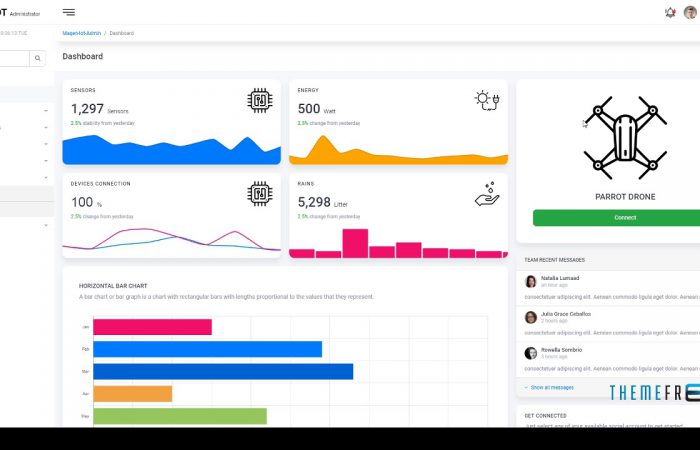 OT Administrator
TUE
Magen-Iot-Admin / Dashboard
Dashboard
SENSORS
1,297 Sensors
2.5% stability from yesterday
ENERGY
500 Watt
2.5% change from yesterday
DEVICES CONNECTION
100 %
2.5% change from yesterday
RAINS
5,298 Litter
2.5% change from yesterday
PARROT DRONE
Connect
TEAM RECENT MESSAGES
Natalia Lumaad
an hour ago
consectetuer adipiscing elit. Aenean commodo ligula eget dolor. Aenean
Julia Grace Ceballos
2 hours ago
consectetuer adipiscing elit. Aenean commodo ligula eget dolor. Aenean
Rowella Sombrio
3 hours ago
consectetuer adipiscing elit. Aenean commodo ligula eget dolor. Aenean
Show all messages
GET CONNECTED
Just select any of your available social account to get started
HORIZONTAL BAR CHART
A bar chart or bar graph is a chart with rectangular bars with lengths proportional to the values that they represent.
Jan
Feb
Mar
Apr
May
THEMEFRE